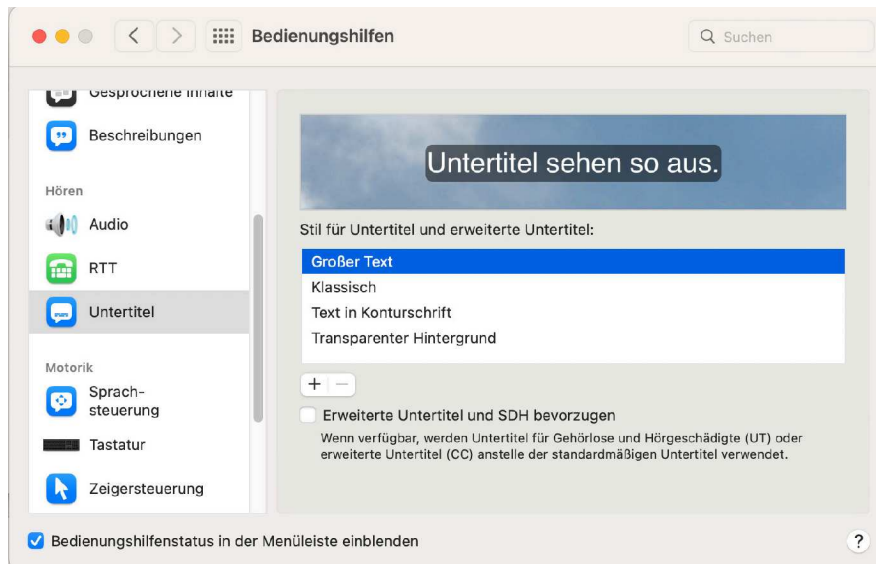 Bedienungshilfen
Suchen
Gesprochene Inhalte
Beschreibungen
Hören
Audio
RTT
Untertitel
Motorik
Sprach-
steuerung
Tastatur
Zeigersteuerung
Untertitel sehen so aus.
Stil für Untertitel und erweiterte Untertitel:
Großer Text
Klassisch
Text in Konturschrift
Transparenter Hintergrund
+ −
Erweiterte Untertitel und SDH bevorzugen
Wenn verfügbar, werden Untertitel für Gehörlose und Hörgeschädigte (UT) oder
erweiterte Untertitel (CC) anstelle der standardmäßigen Untertitel verwendet.
Bedienungshilfenstatus in der Menüleiste einblenden
?